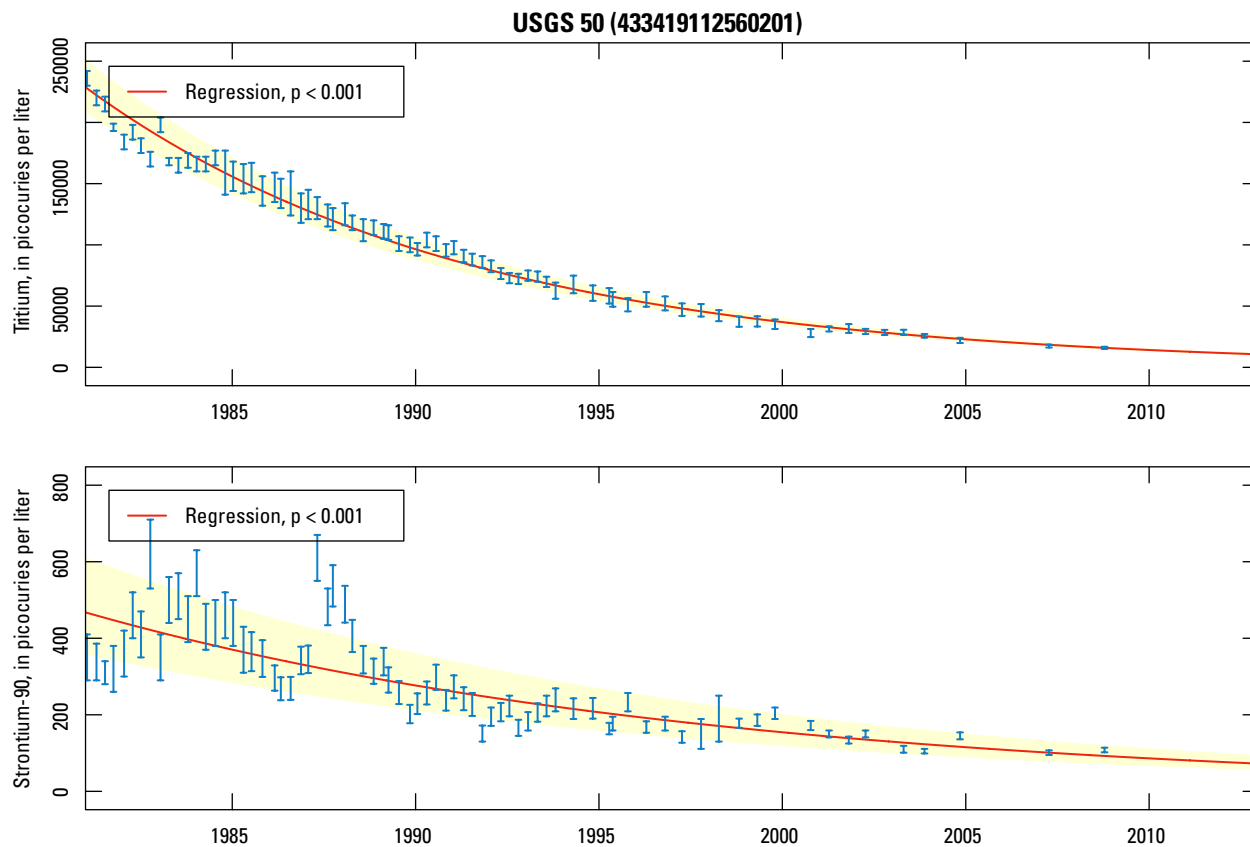 USGS 50 (433419112560201)
Tritium, in picocuries per liter
250000
150000
50000
0
Regression, p < 0.001
1985 1990 1995 2000 2005 2010
Strontium-90, in picocuries per liter
800
600
400
200
0
Regression, p < 0.001
1985 1990 1995 2000 2005 2010